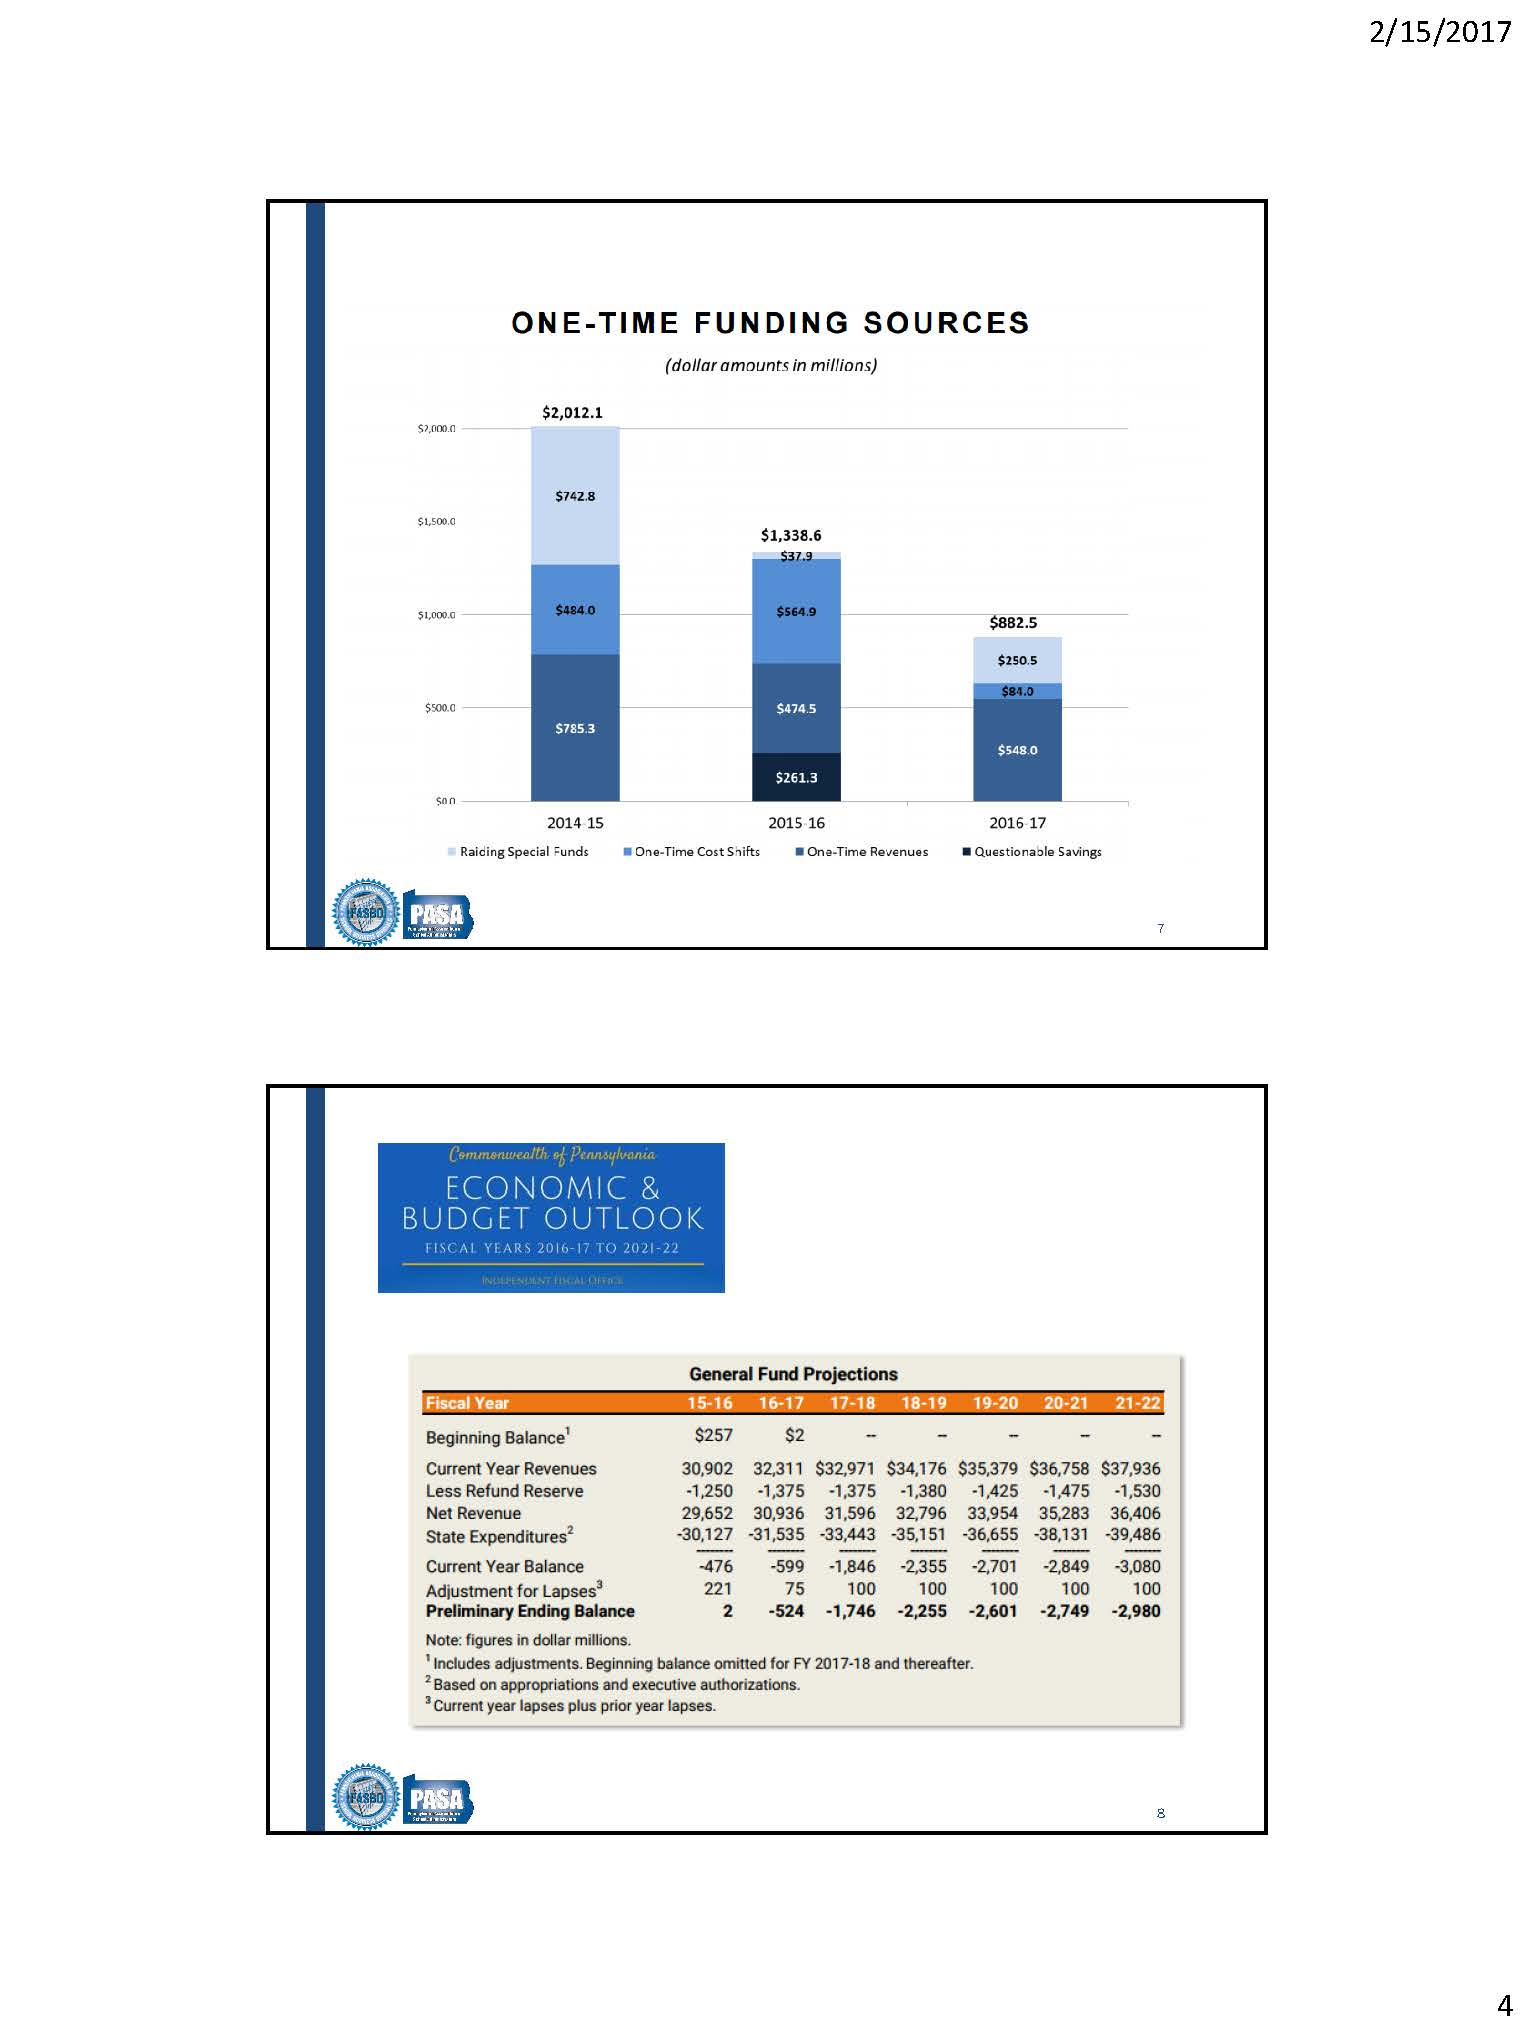 2/15/2017
ONE-TIME FUNDING SOURCES
(dollar amounts in millions)
$2,012.1
$2,000.0
$742.8
$1,500.0
$1,338.6
$37.9
$484.0
$564.9
$1,000.0
$882.5
$250.5
$84.0
$500.0
$474.5
$785.3
$548.0
$261.3
$0.0
2014-15 2015-16 2016-17
Raiding Special Funds One-Time Cost Shifts One-Time Revenues Questionable Savings
PASBO PASA
7
Commonwealth of Pennsylvania
ECONOMIC &
BUDGET OUTLOOK
FISCAL YEARS 2016-17 TO 2021-22
INDEPENDENT FISCAL OFFICE
General Fund Projections
Fiscal Year 15-16 16-17 17-18 18-19 19-20 20-21 21-22
Beginning Balance1 $257 $2 -- -- -- -- --
Current Year Revenues 30,902 32,311 $32,971 $34,176 $35,379 $36,758 $37,936
Less Refund Reserve -1,250 -1,375 -1,375 -1,380 -1,425 -1,475 -1,530
Net Revenue 29,652 30,936 31,596 32,796 33,954 35,283 36,406
State Expenditures2 -30,127 -31,535 -33,443 -35,151 -36,655 -38,131 -39,486
Current Year Balance -476 -599 -1,846 -2,355 -2,701 -2,849 -3,080
Adjustment for Lapses3 221 75 100 100 100 100 100
Preliminary Ending Balance 2 -524 -1,746 -2,255 -2,601 -2,749 -2,980
Note: figures in dollar millions.
1 Includes adjustments. Beginning balance omitted for FY 2017-18 and thereafter.
2 Based on appropriations and executive authorizations.
3 Current year lapses plus prior year lapses.
PASBO PASA
8
4